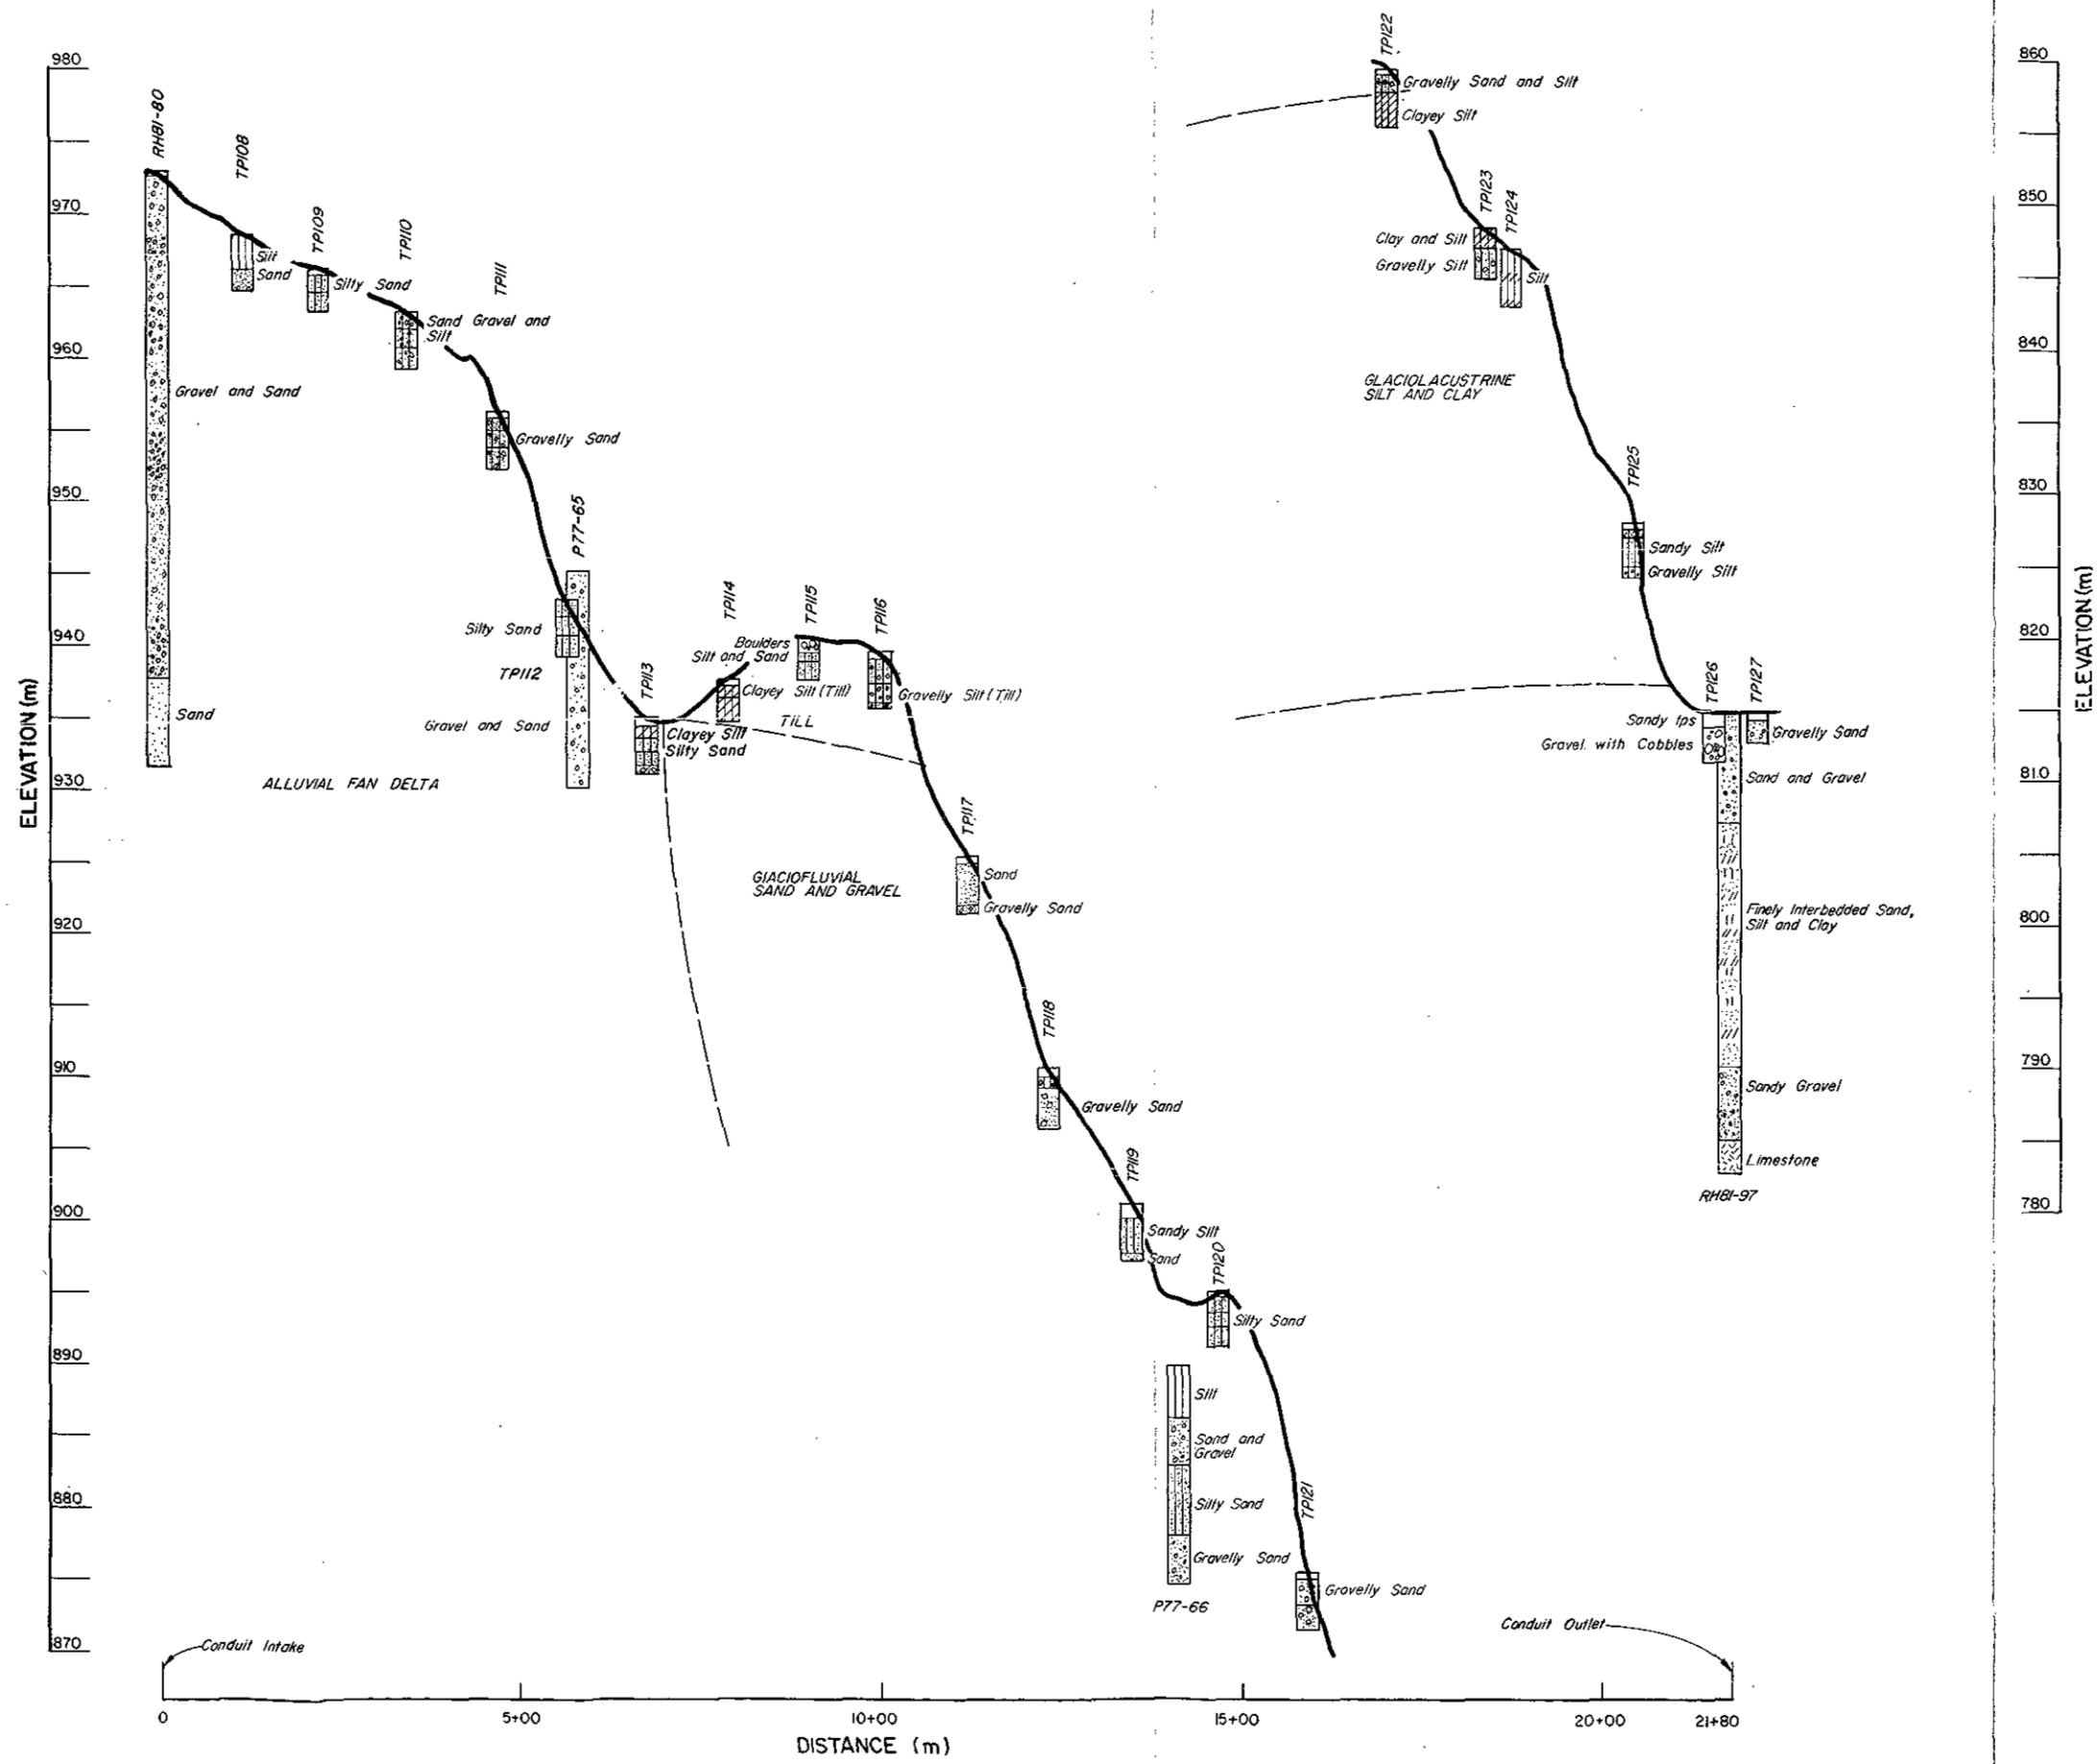 TP122
980
860
Gravelly Sand and Silt
RH81-80
Clayey Silt
TP108
970
850
TP109
TP110
TP123
TP124
Clay and Silt
Silt
Sand
Gravelly Silt
Silt
Silty Sand
TP111
Sand Gravel and
Silt
960
840
Gravel and Sand
GLACIOLACUSTRINE
SILT AND CLAY
Gravelly Sand
TP125
950
830
P77-65
Sandy Silt
Gravelly Silt
ELEVATION (m)
TP114
TP115
TP116
Silty Sand
940
820
Boulders
Silt and Sand
TP112
TP113
Clayey Silt (Till)
Gravelly Silt (Till)
TP126
TP127
Sand
Gravel and Sand
TILL
Clayey Silt
Silty Sand
Sandy tps
Gravel with Cobbles
Gravelly Sand
ELEVATION (m)
930
ALLUVIAL FAN DELTA
810
Sand and Gravel
TP117
GIACIOFLUVIAL
SAND AND GRAVEL
Sand
Gravelly Sand
Finely Interbedded Sand,
Silt and Clay
920
800
TP118
910
790
Gravelly Sand
Sandy Gravel
TP119
Limestone
RH81-97
900
780
Sandy Silt
Sand
TP120
Silty Sand
890
Silt
Sand and
Gravel
880
Silty Sand
TP121
Gravelly Sand
Gravelly Sand
P77-66
870
Conduit Intake
Conduit Outlet
0
5+00
10+00
15+00
20+00
21+80
DISTANCE (m)